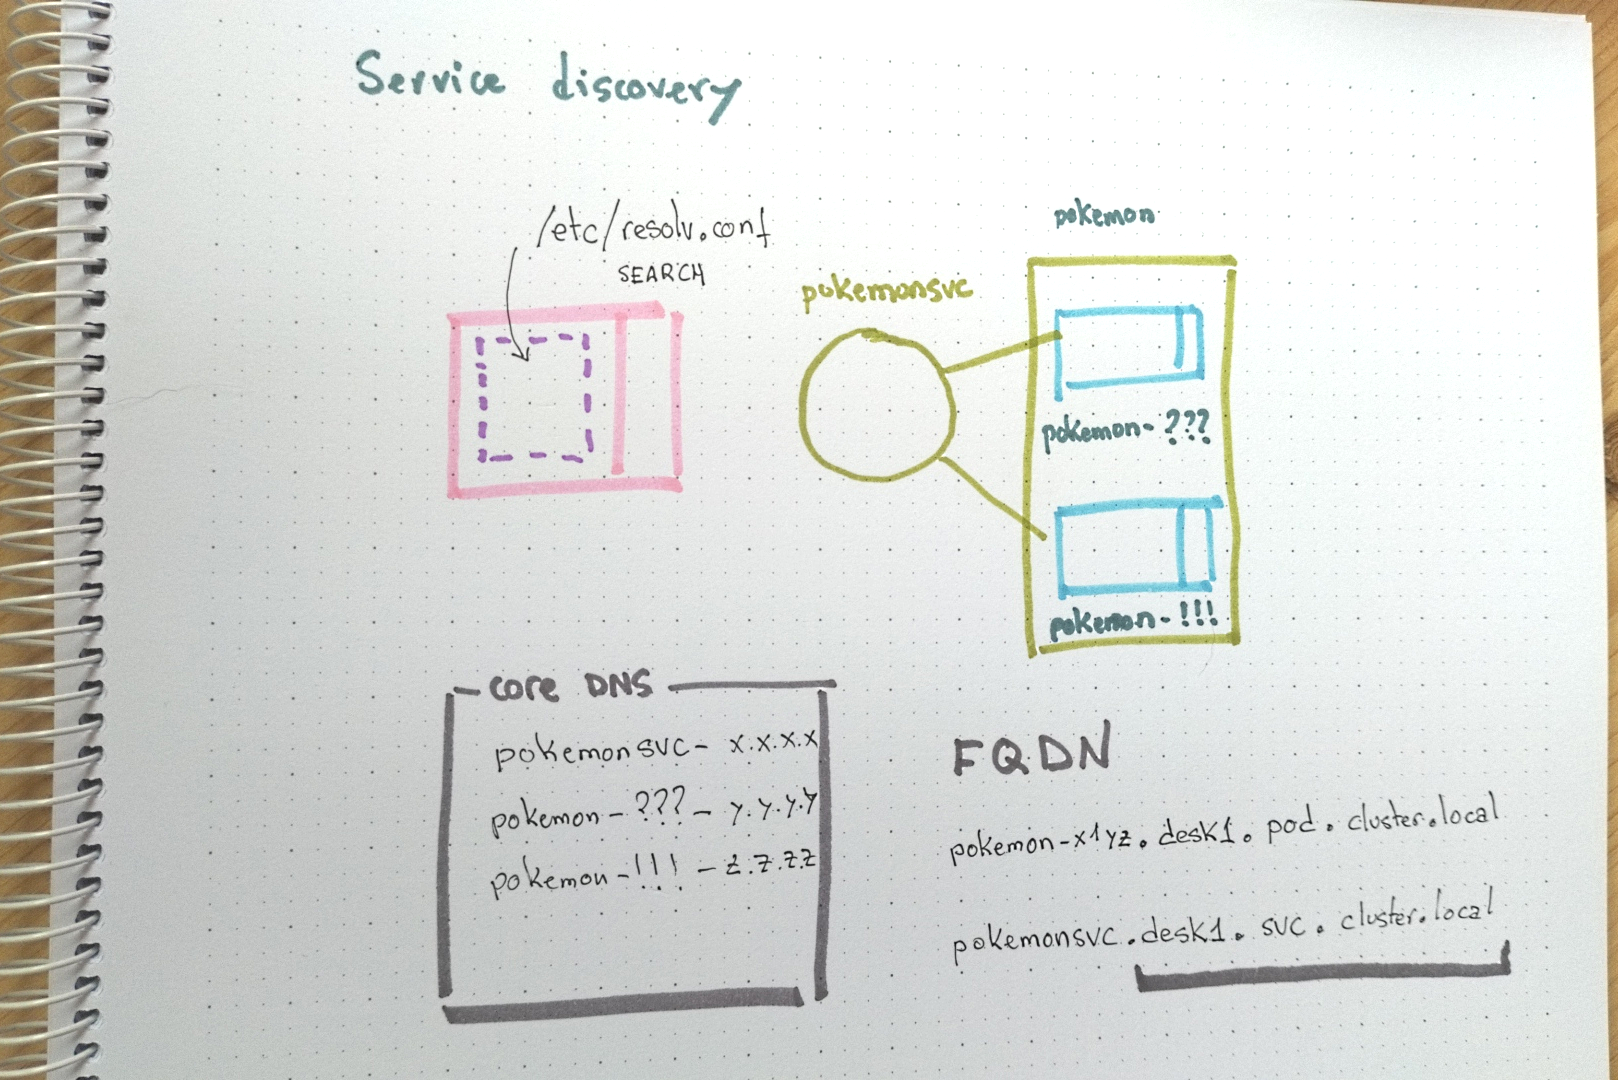 Service discovery
/etc/resolv.conf
SEARCH
pokemonsvc
pokemon
pokemon- ???
pokemon- !!!
core DNS
pokemonsvc- x.x.x.x
pokemon-???- y.y.y.y
pokemon-!!! - z.z.z.z
FQDN
pokemon-x1yz.desk1.pod.cluster.local
pokemonsvc.desk1.svc.cluster.local